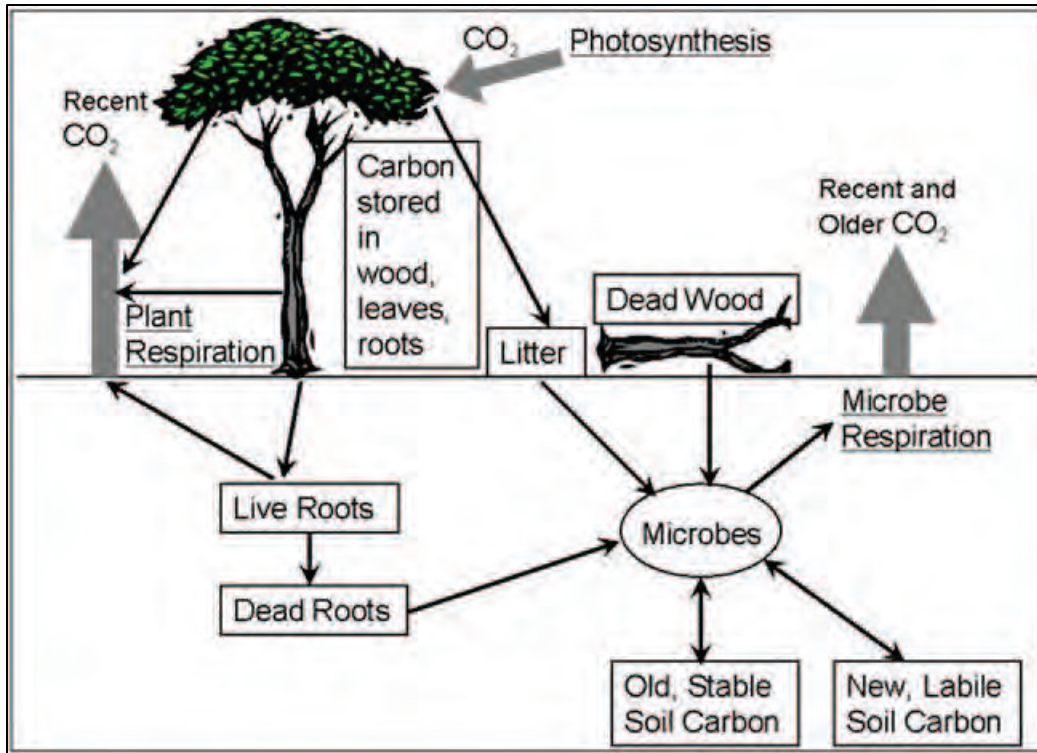 CO₂
Photosynthesis
Recent
CO₂
Carbon
stored
in
wood,
leaves,
roots
Recent and
Older CO₂
Plant
Respiration
Litter
Dead Wood
Microbe
Respiration
Live Roots
Microbes
Dead Roots
Old, Stable
Soil Carbon
New, Labile
Soil Carbon